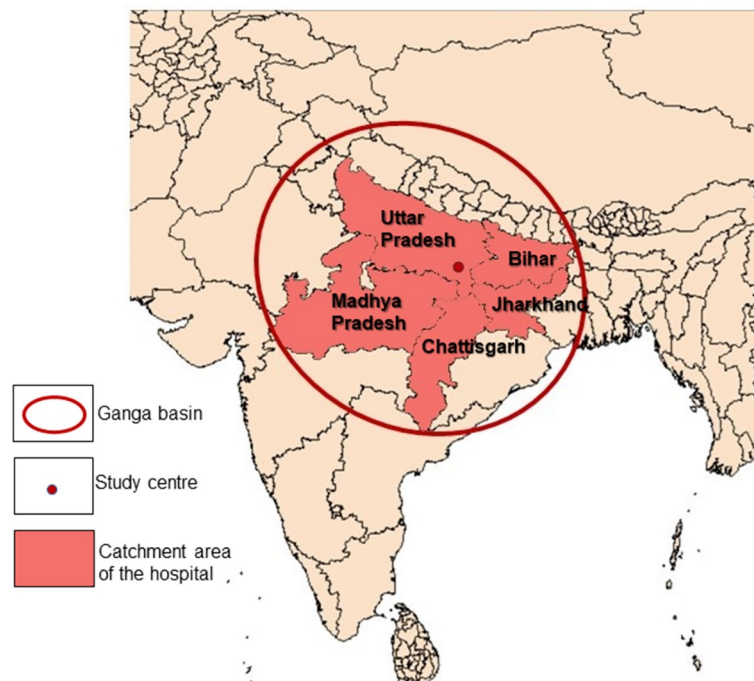 Uttar
Pradesh
Bihar
Madhya
Pradesh
Jharkhand
Chattisgarh
Ganga basin
Study centre
Catchment area
of the hospital